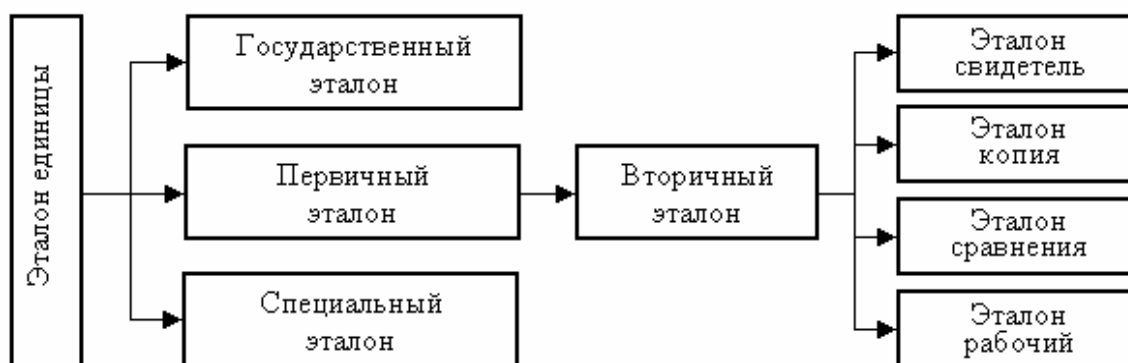 Эталон единицы
Государственный
эталон
Первичный
эталон
Специальный
эталон
Вторичный
эталон
Эталон
свидетель
Эталон
копия
Эталон
сравнения
Эталон
рабочий